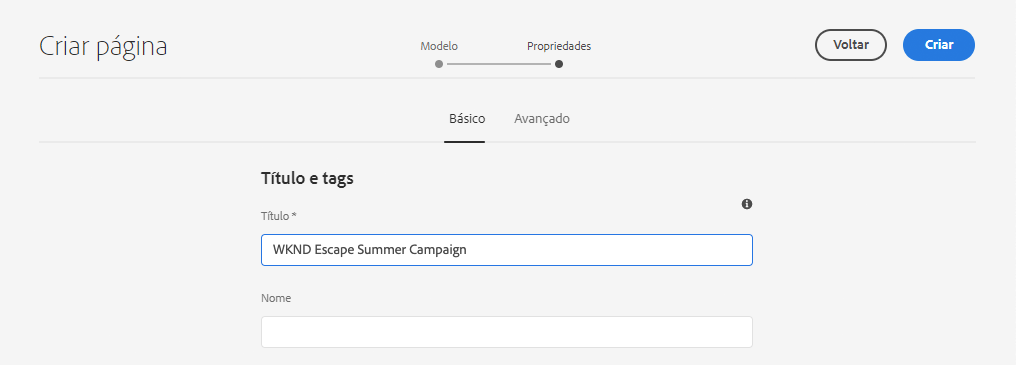 Criar página
Modelo
Propriedades
Voltar
Criar
Básico
Avançado
Título e tags
Título *
WKND Escape Summer Campaign
Nome